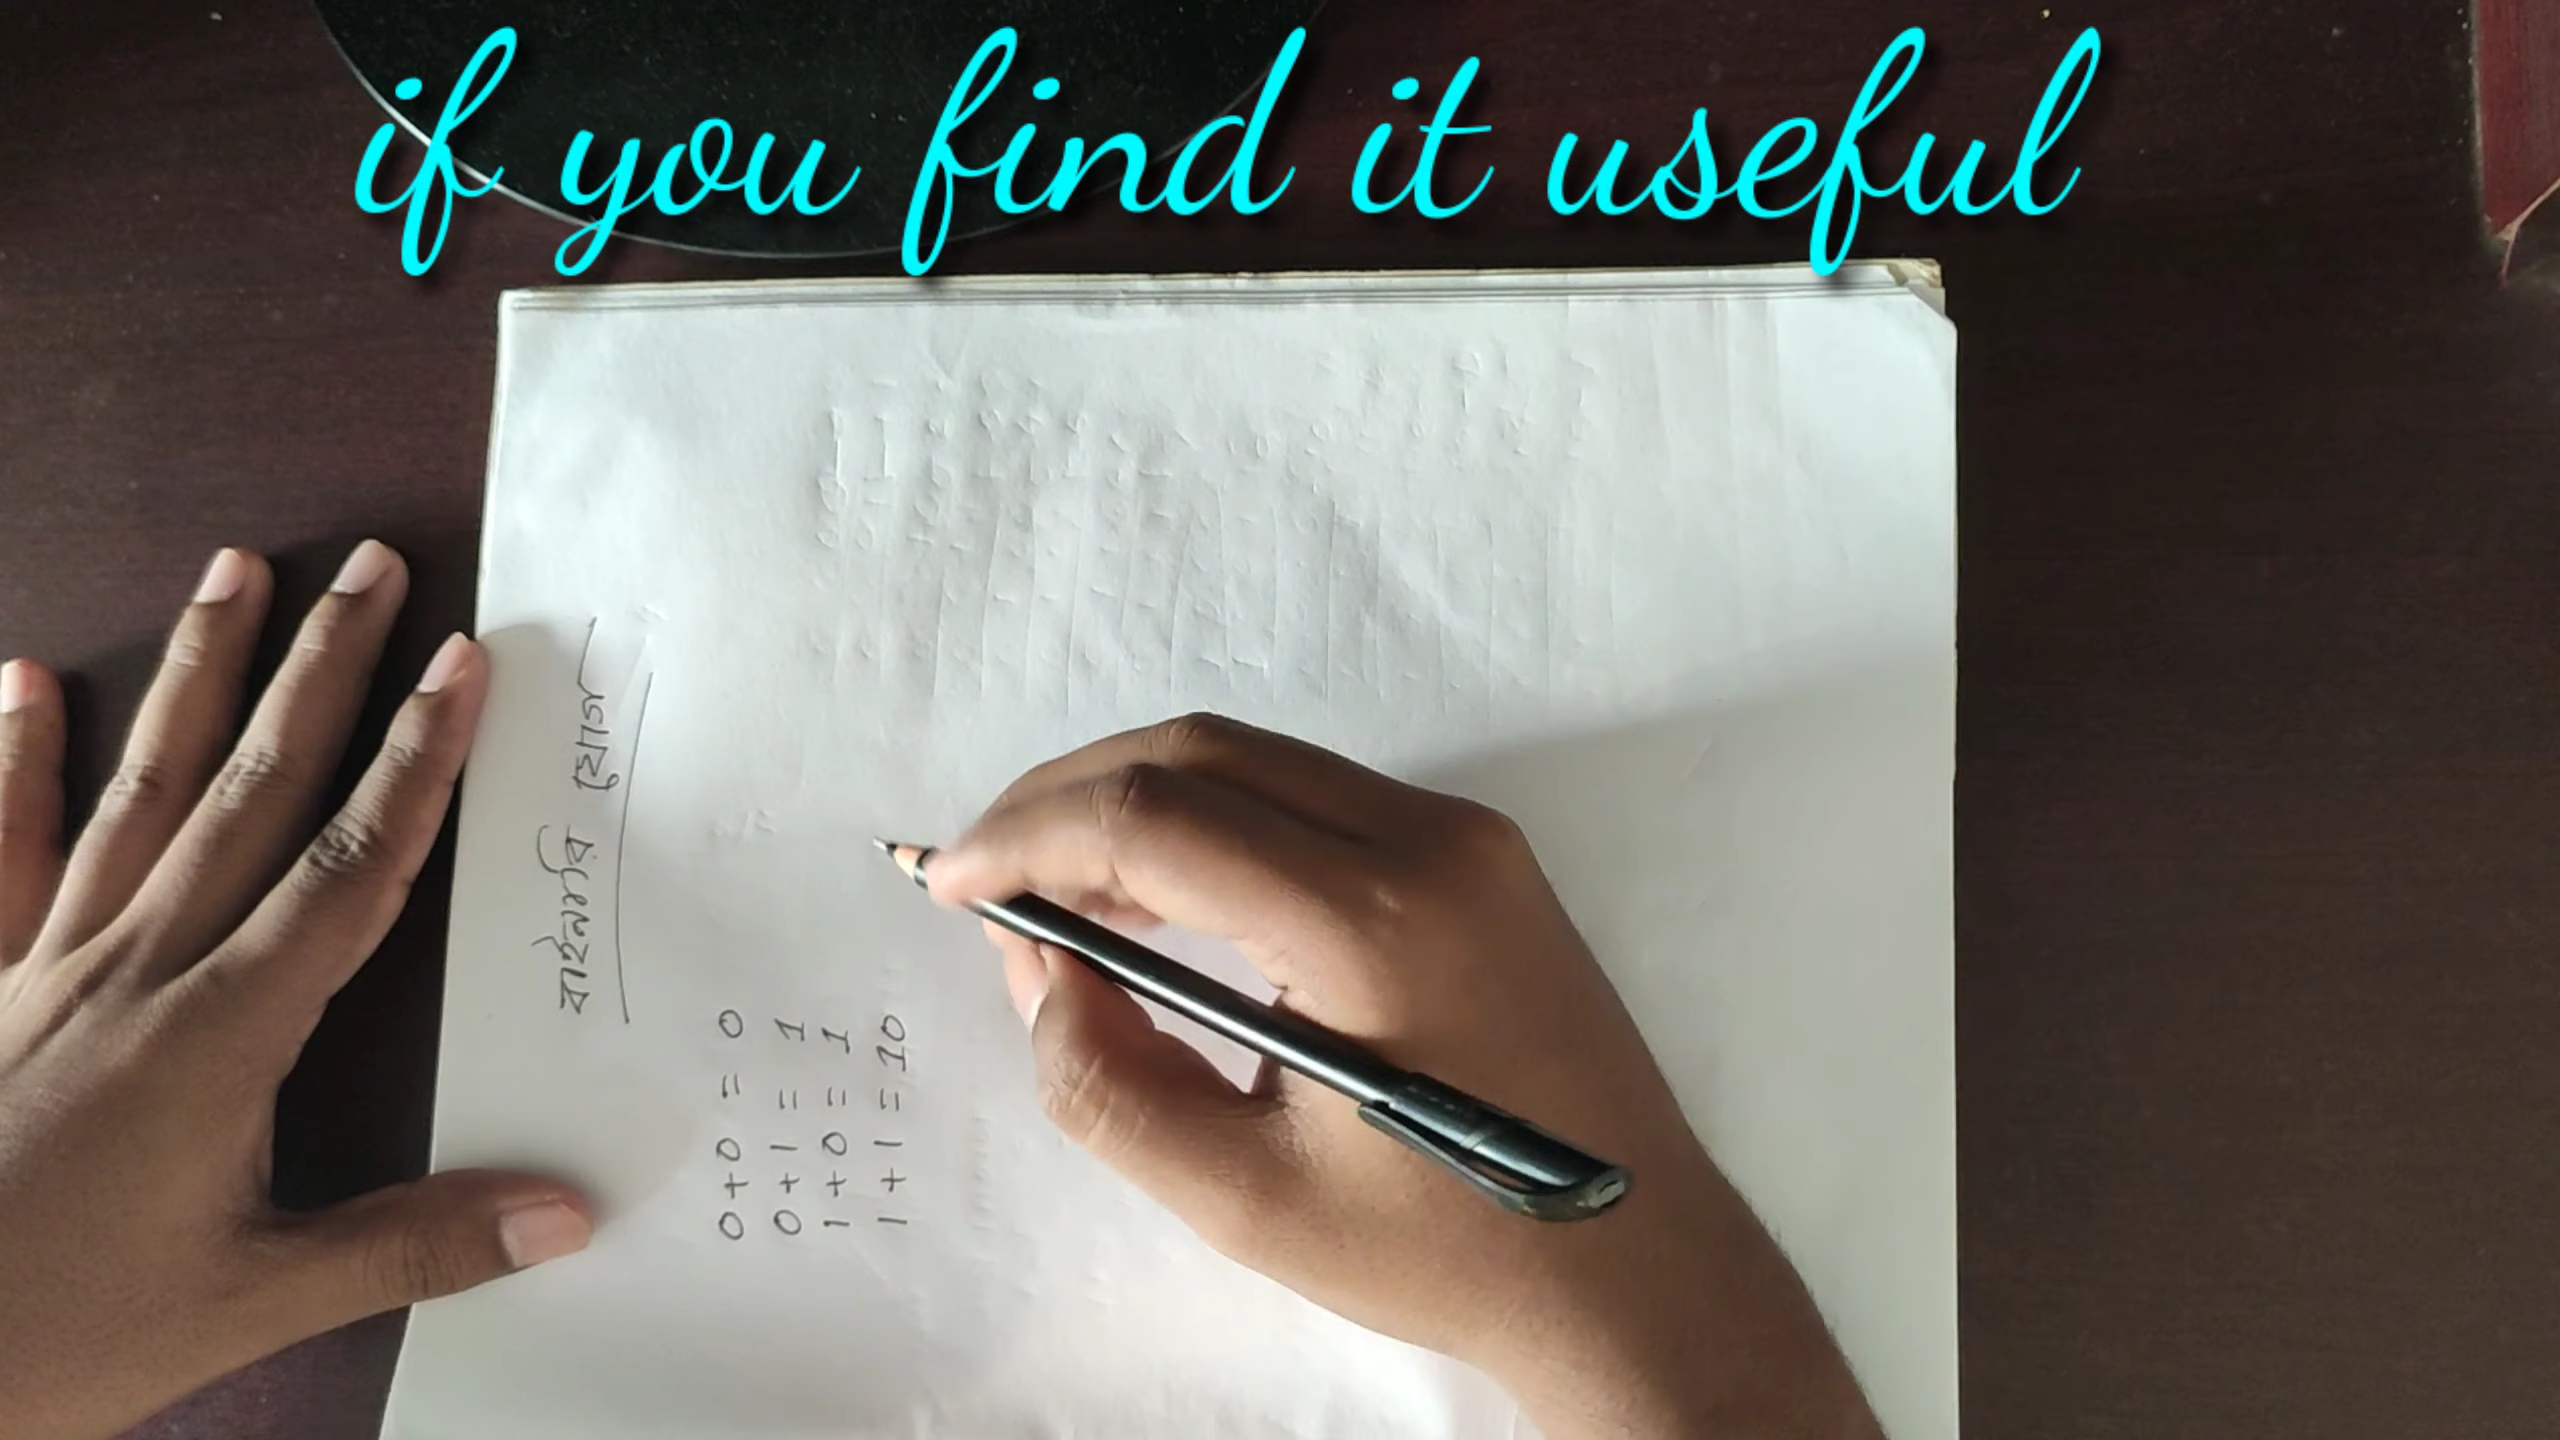 if you find it useful
বাইনারি যোগ
0+0 = 0
0+1 = 1
1+0 = 1
1+1 = 10